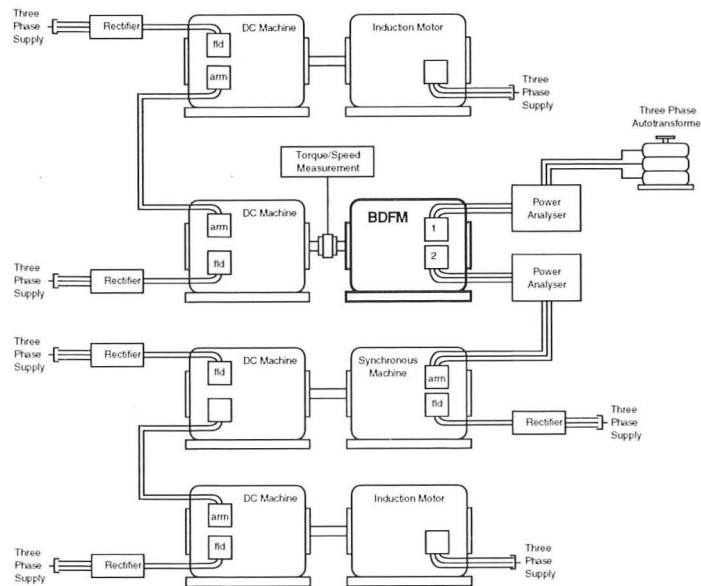 Three
Phase
Supply
Rectifier
DC Machine
fld
arm
Induction Motor
Three
Phase
Supply
Three Phase
Autotransforme
Torque/Speed
Measurement
DC Machine
arm
fld
BDFM
1
2
Power
Analyser
Power
Analyser
Three
Phase
Supply
Rectifier
Three
Phase
Supply
Rectifier
DC Machine
fld
Synchronous
Machine
arm
fld
Rectifier
Three
Phase
Supply
DC Machine
arm
fld
Induction Motor
Three
Phase
Supply
Rectifier
Three
Phase
Supply